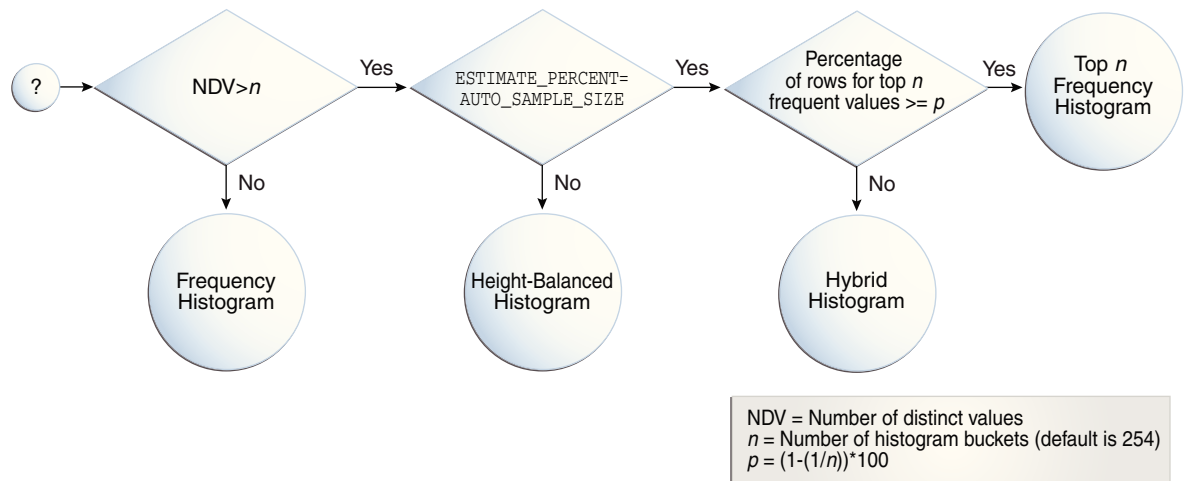 ?
NDV>n
Yes
No
Frequency
Histogram
ESTIMATE_PERCENT=
AUTO_SAMPLE_SIZE
Yes
No
Height-Balanced
Histogram
Percentage
of rows for top n
frequent values >= p
Yes
No
Hybrid
Histogram
Top n
Frequency
Histogram
NDV = Number of distinct values
n = Number of histogram buckets (default is 254)
p = (1-(1/n))*100